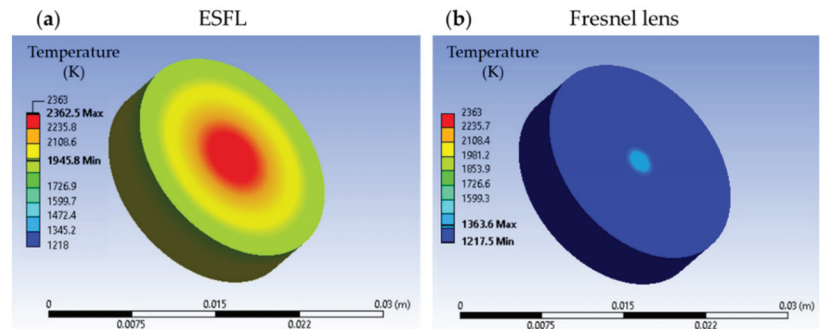 (a) ESFL
Temperature
(K)
2363
2362.5 Max
2235.8
2108.6
1945.8 Min
1726.9
1599.7
1472.4
1345.2
1218
0 0.015 0.03 (m)
0.0075 0.022
(b) Fresnel lens
Temperature
(K)
2363
2235.7
2108.4
1981.2
1853.9
1726.6
1599.3
1363.6 Max
1217.5 Min
0 0.015 0.03 (m)
0.0075 0.022